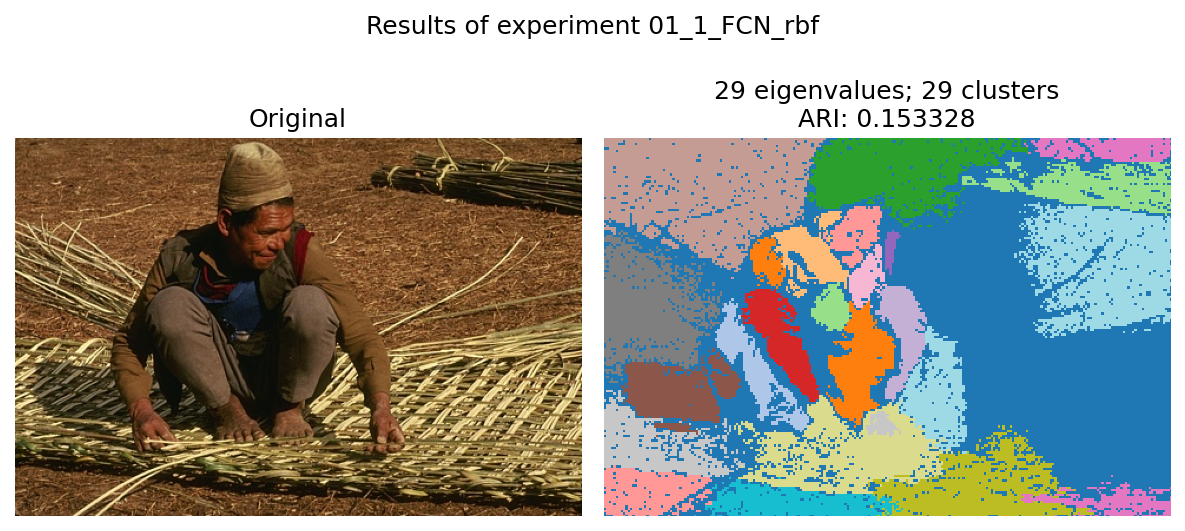 Results of experiment 01_1_FCN_rbf
Original
29 eigenvalues; 29 clusters
ARI: 0.153328